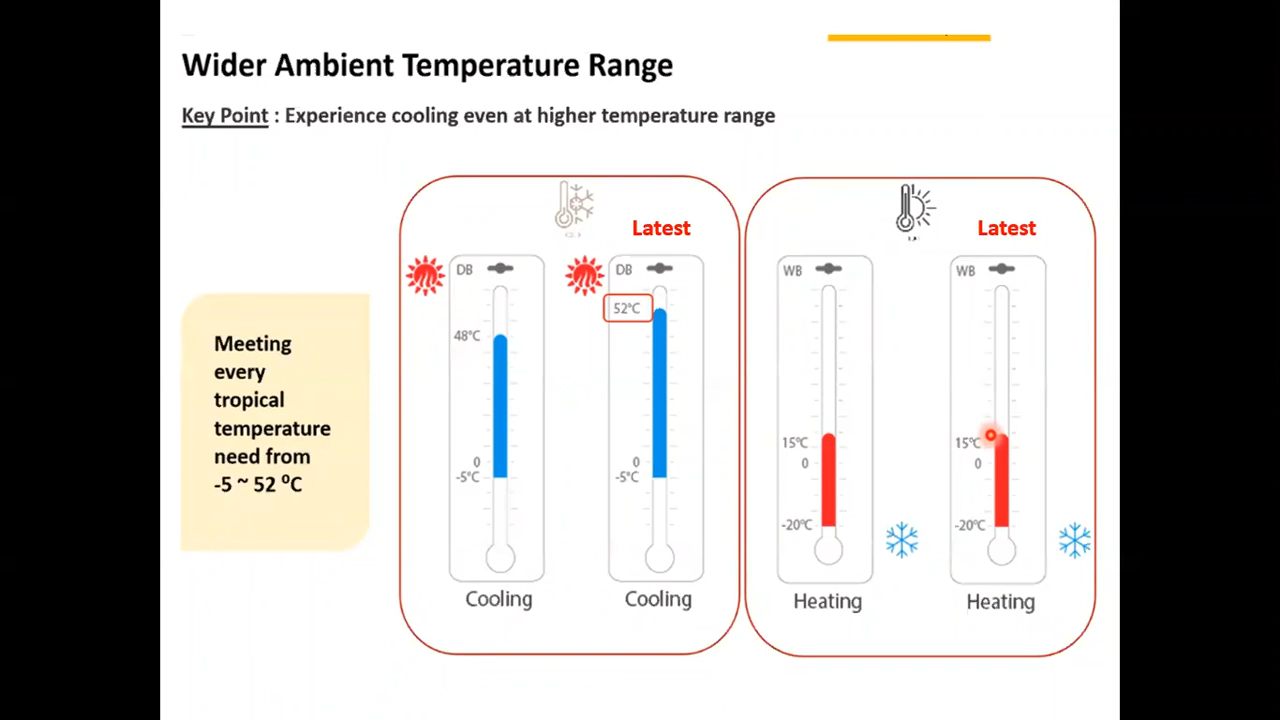 Wider Ambient Temperature Range
Key Point : Experience cooling even at higher temperature range
Meeting
every
tropical
temperature
need from
-5 ~ 52 ⁰C
Latest
DB
48°C
0
-5°C
Cooling
DB
52°C
0
-5°C
Cooling
Latest
WB
15°C
0
-20°C
Heating
WB
15°C
0
-20°C
Heating